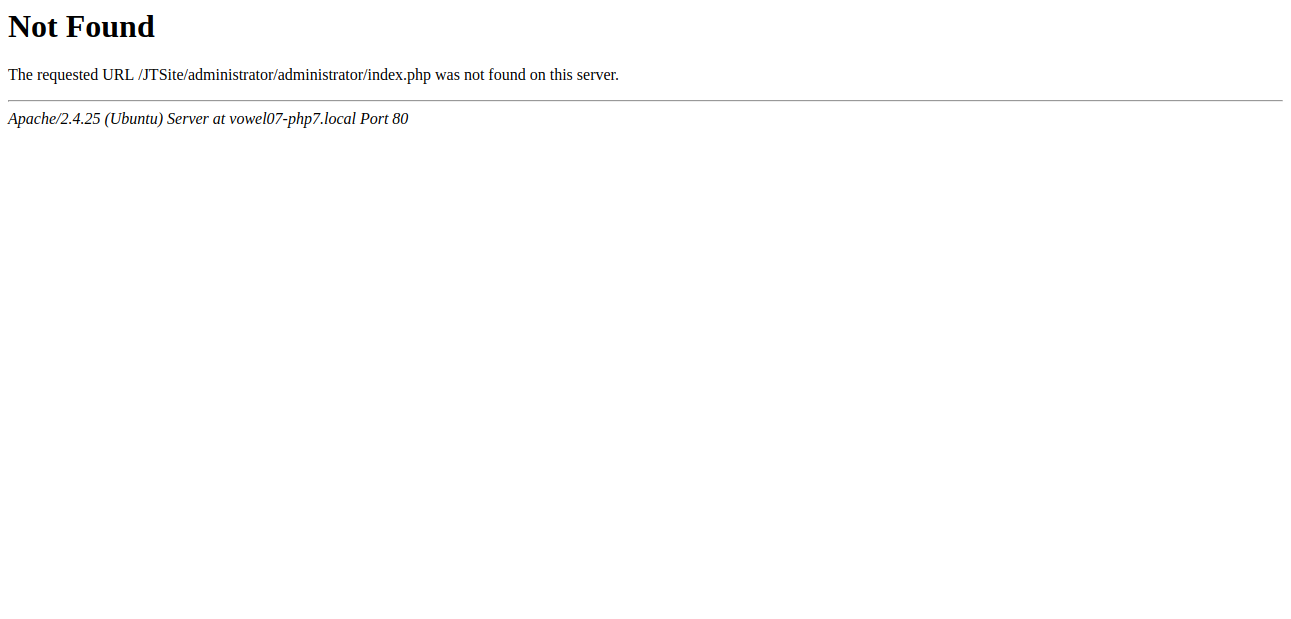 Not Found
The requested URL /JTSite/administrator/administrator/index.php was not found on this server.
Apache/2.4.25 (Ubuntu) Server at vowel07-php7.local Port 80